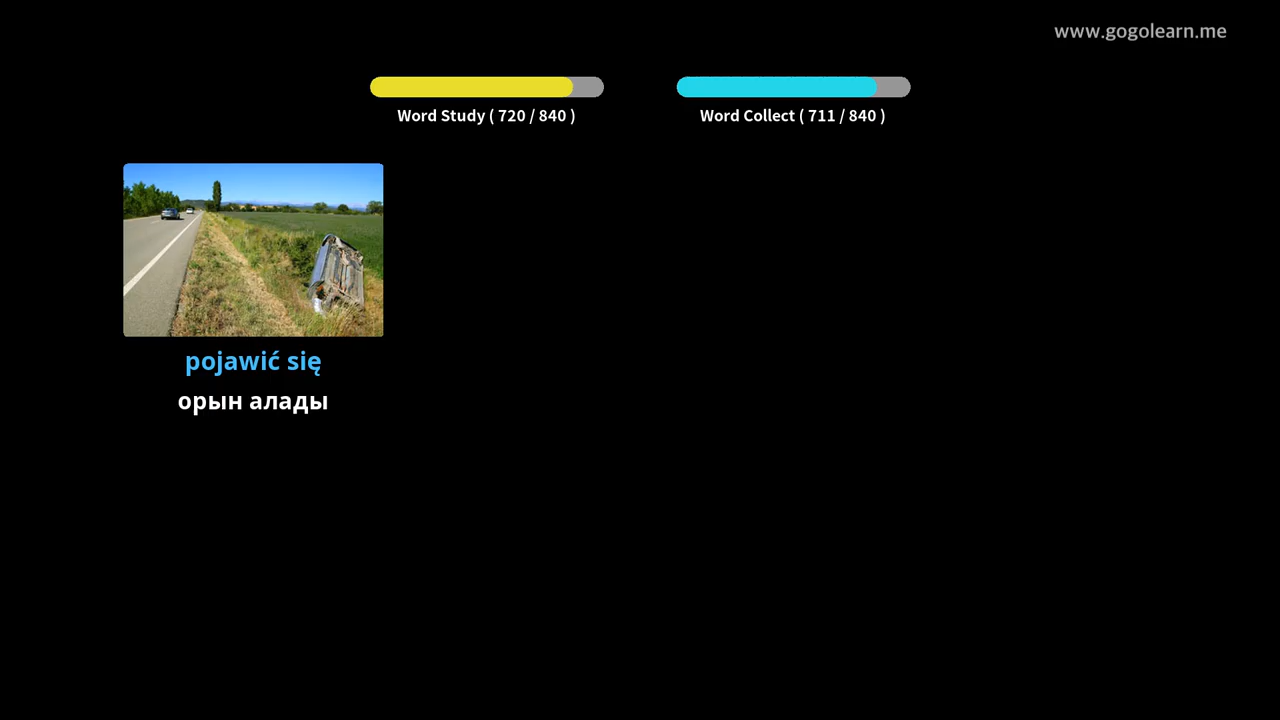 www.gogolearn.me
Word Study ( 720 / 840 )
Word Collect ( 711 / 840 )
pojawić się
орын алады